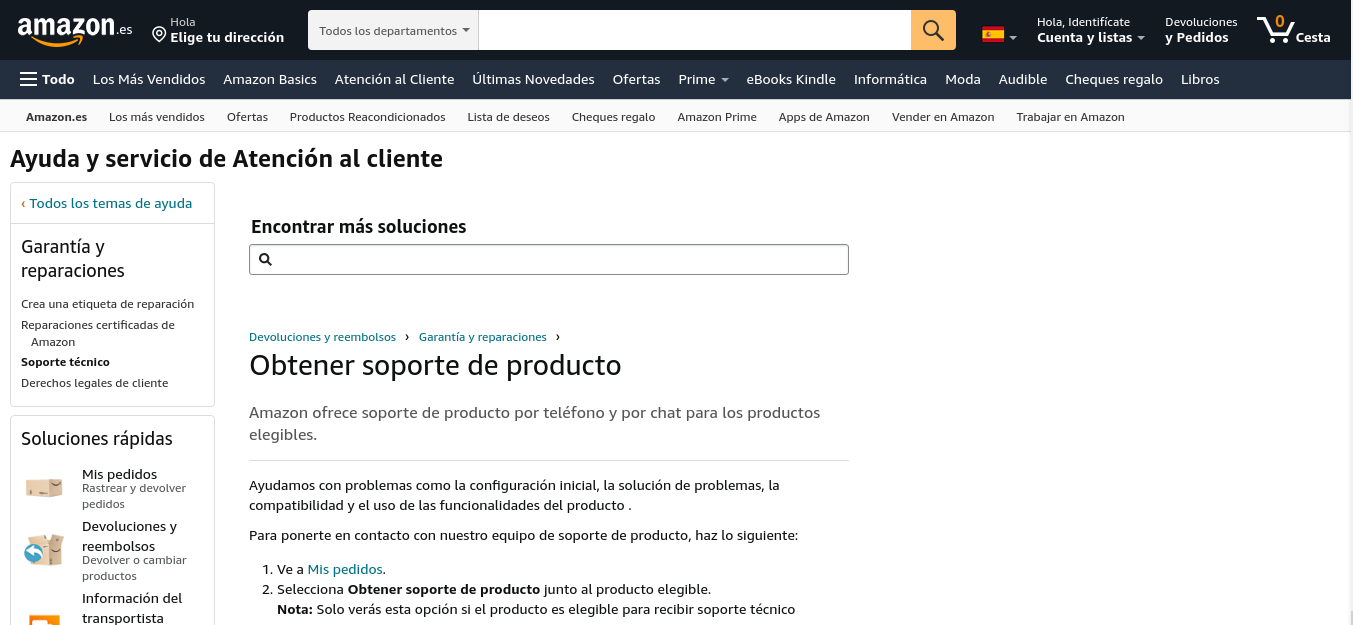 amazon.es
Hola
Elige tu dirección
Todos los departamentos
Hola, Identifícate
Cuenta y listas
Devoluciones
y Pedidos
0
Cesta
Todo
Los Más Vendidos
Amazon Basics
Atención al Cliente
Últimas Novedades
Ofertas
Prime
eBooks Kindle
Informática
Moda
Audible
Cheques regalo
Libros
Amazon.es
Los más vendidos
Ofertas
Productos Reacondicionados
Lista de deseos
Cheques regalo
Amazon Prime
Apps de Amazon
Vender en Amazon
Trabajar en Amazon
Ayuda y servicio de Atención al cliente
‹ Todos los temas de ayuda
Garantía y
reparaciones
Crea una etiqueta de reparación
Reparaciones certificadas de
Amazon
Soporte técnico
Derechos legales de cliente
Soluciones rápidas
Mis pedidos
Rastrear y devolver
pedidos
Devoluciones y
reembolsos
Devolver o cambiar
productos
Información del
transportista
Encontrar más soluciones
Devoluciones y reembolsos › Garantía y reparaciones ›
Obtener soporte de producto
Amazon ofrece soporte de producto por teléfono y por chat para los productos
elegibles.
Ayudamos con problemas como la configuración inicial, la solución de problemas, la
compatibilidad y el uso de las funcionalidades del producto .
Para ponerte en contacto con nuestro equipo de soporte de producto, haz lo siguiente:
1. Ve a Mis pedidos.
2. Selecciona Obtener soporte de producto junto al producto elegible.
Nota: Solo verás esta opción si el producto es elegible para recibir soporte técnico